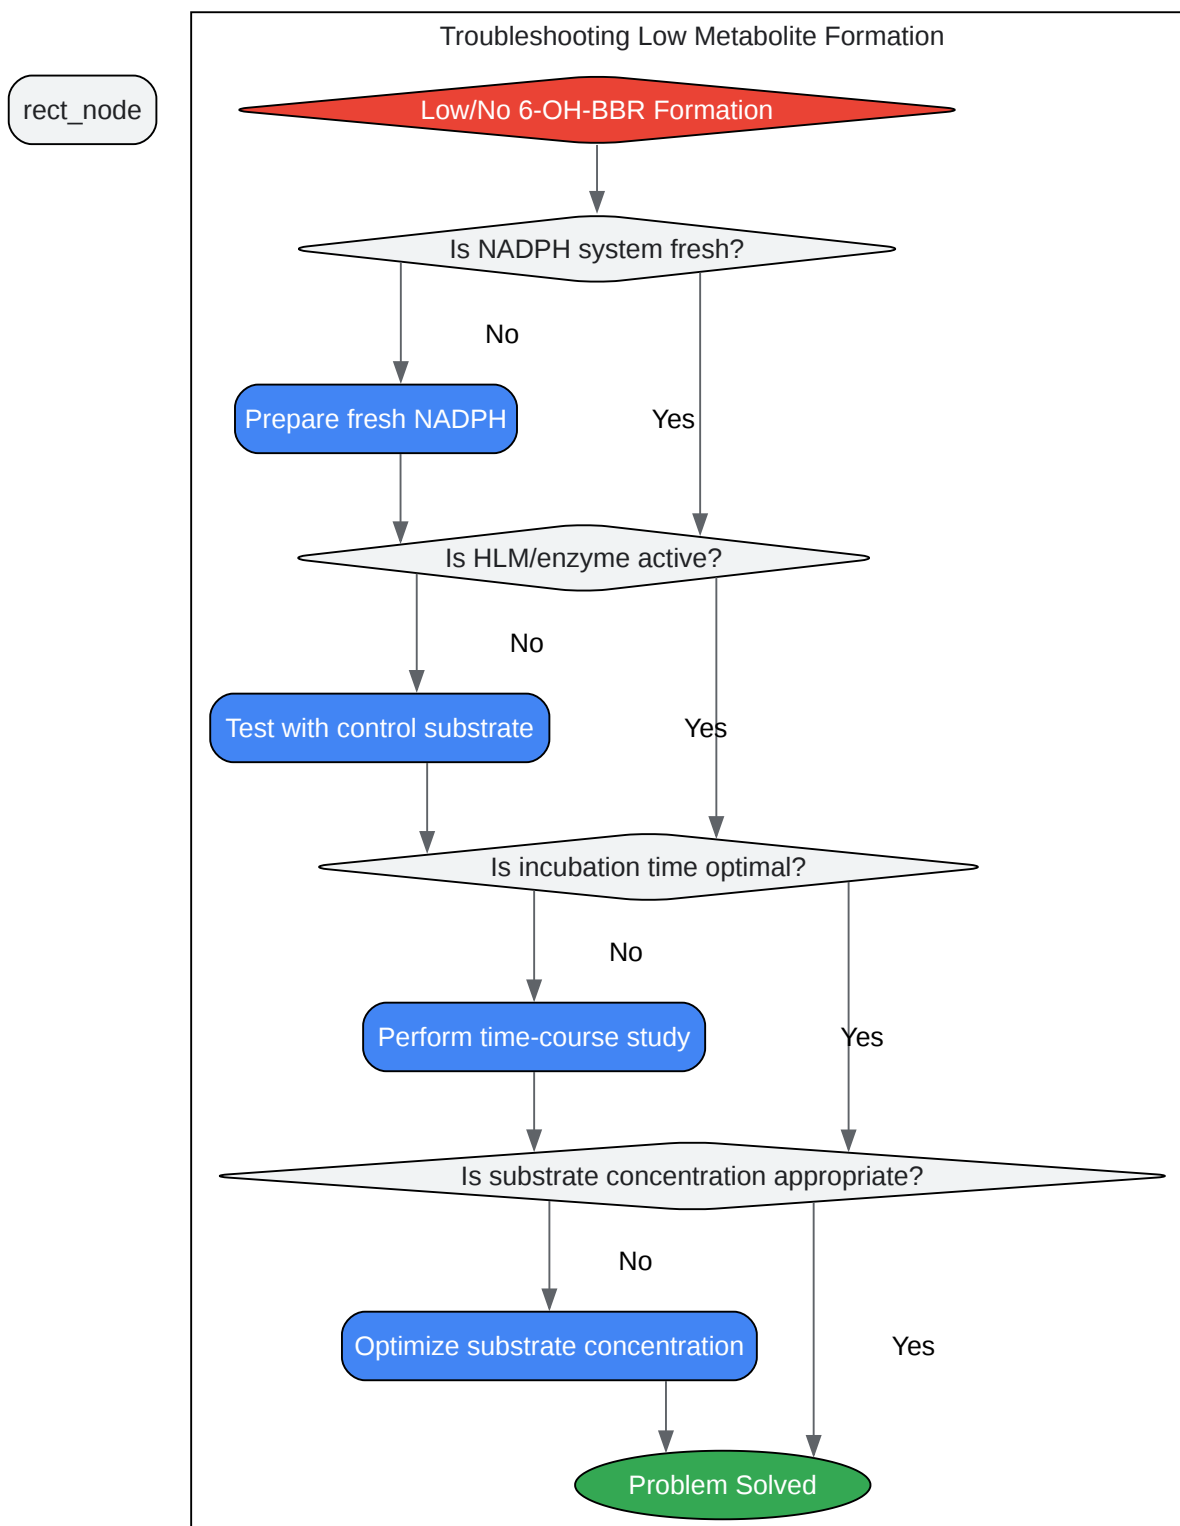 Troubleshooting Low Metabolite Formation
rect_node
Low/No 6-OH-BBR Formation
Is NADPH system fresh?
No
Prepare fresh NADPH
Yes
Is HLM/enzyme active?
No
Test with control substrate
Yes
Is incubation time optimal?
No
Perform time-course study
Yes
Is substrate concentration appropriate?
No
Optimize substrate concentration
Yes
Problem Solved